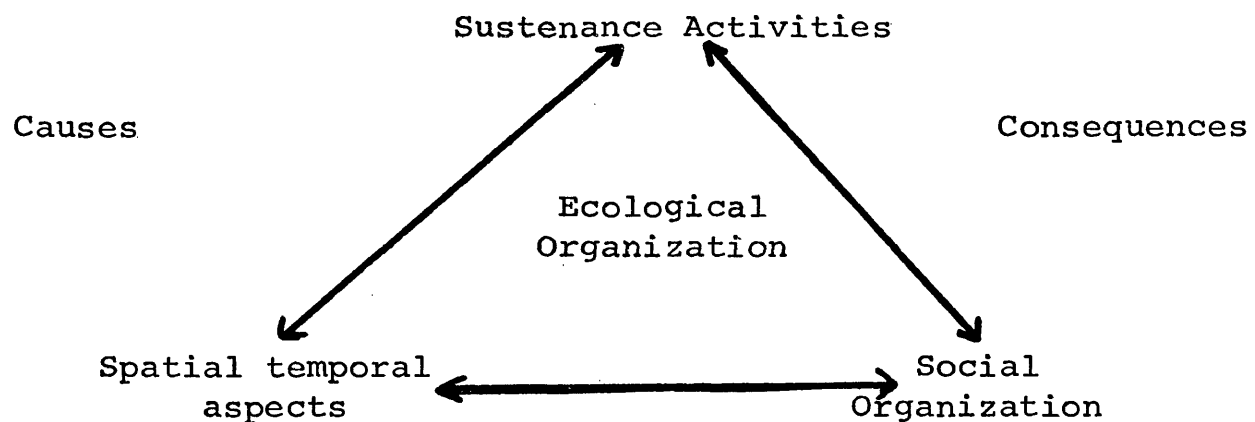 Sustenance Activities
Causes
Consequences
Ecological
Organization
Spatial temporal
aspects
Social
Organization